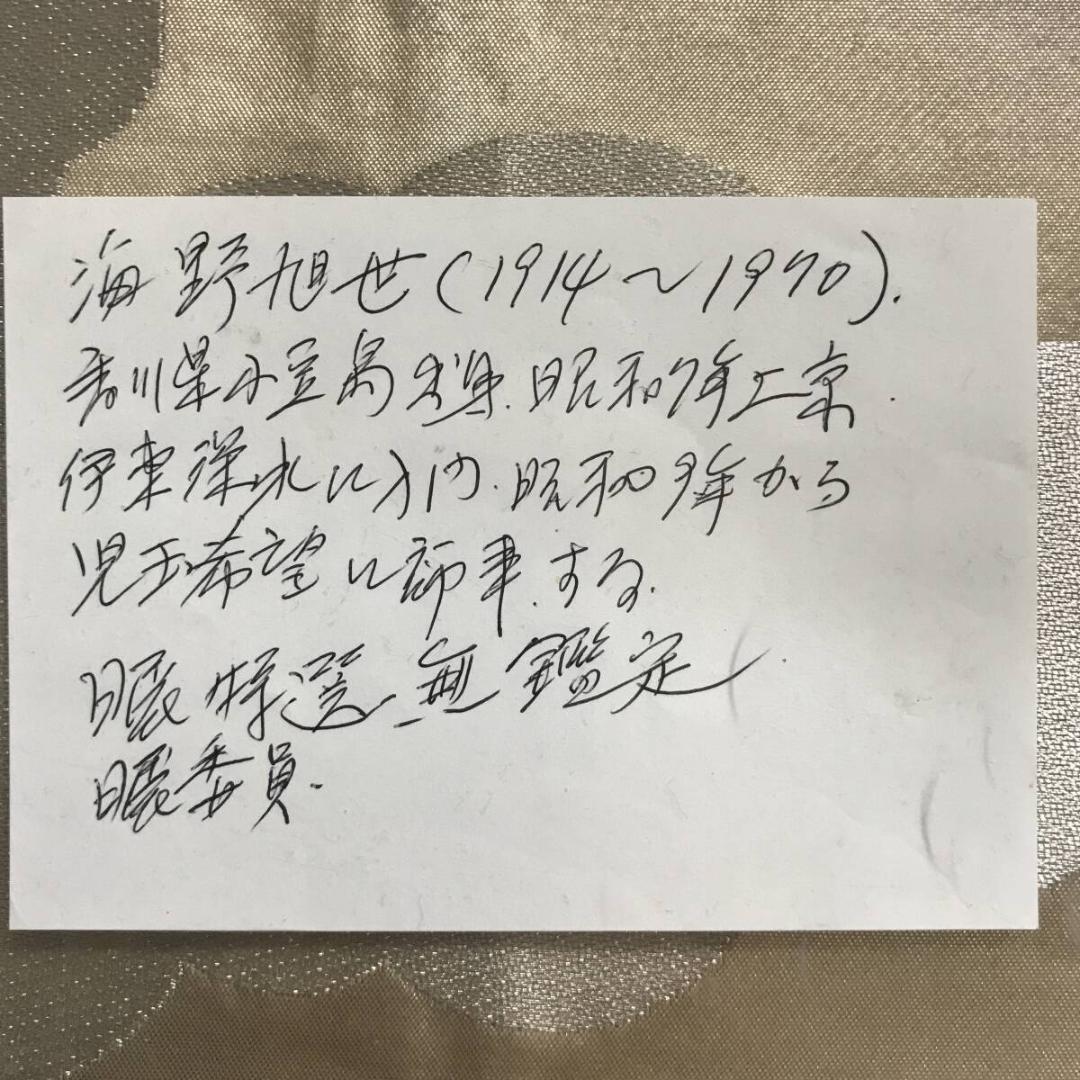 海野旭世(1914〜1970).
香川県小豆島出身.昭和7年上京.
伊東深水に入門.昭和9年から
児玉希望に師事.する.
日展特選.無鑑定
日展委員.